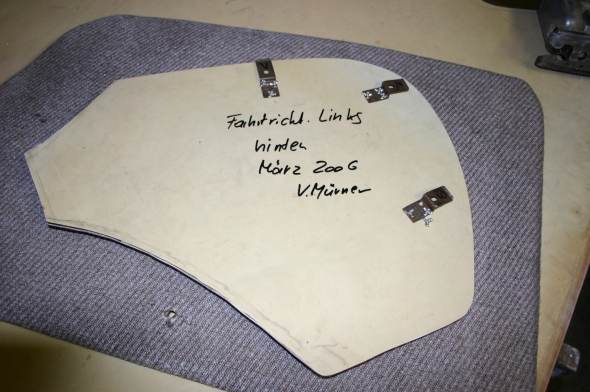 Fahrtricht. Links
hinten
März 2006
V. Mürner